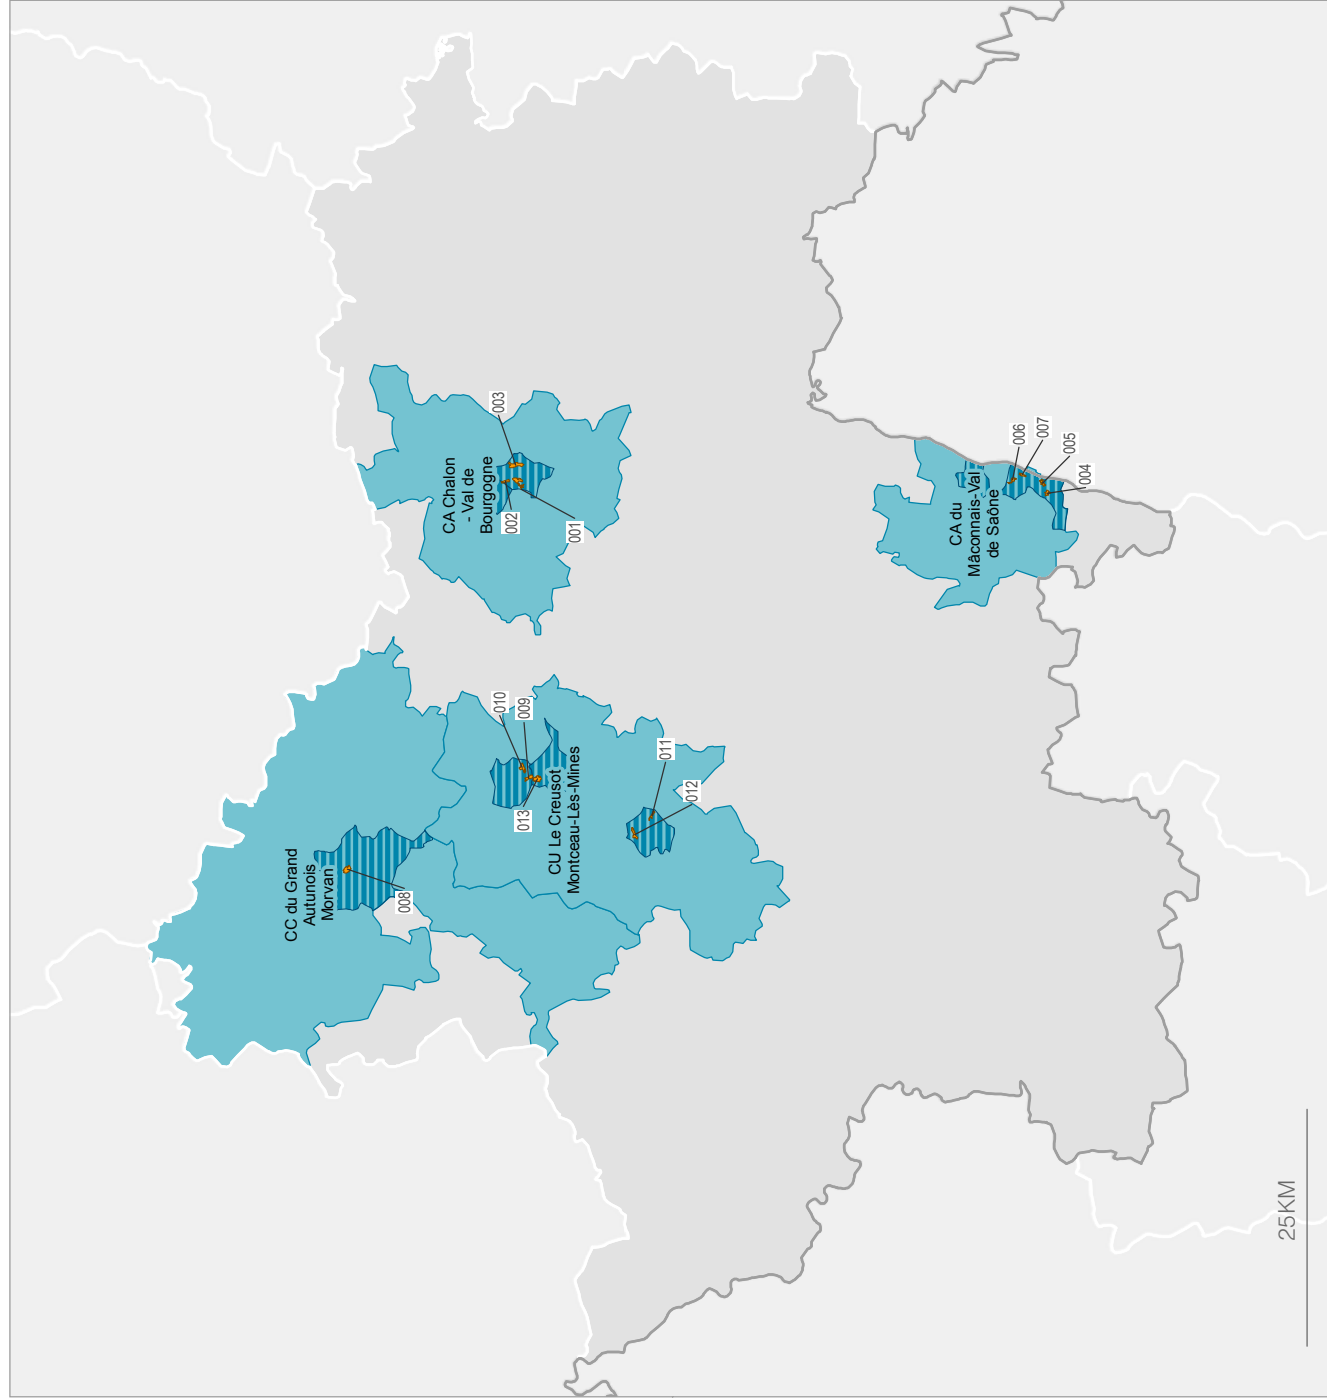 CC du Grand
Autunois
Morvan
008
CU Le Creusot
Montceau-Lès-Mines
013
010
009
011
012
CA Chalon
- Val de
Bourgogne
002
001
003
CA du
Mâconnais-Val
de Saône
006
007
005
004
25KM